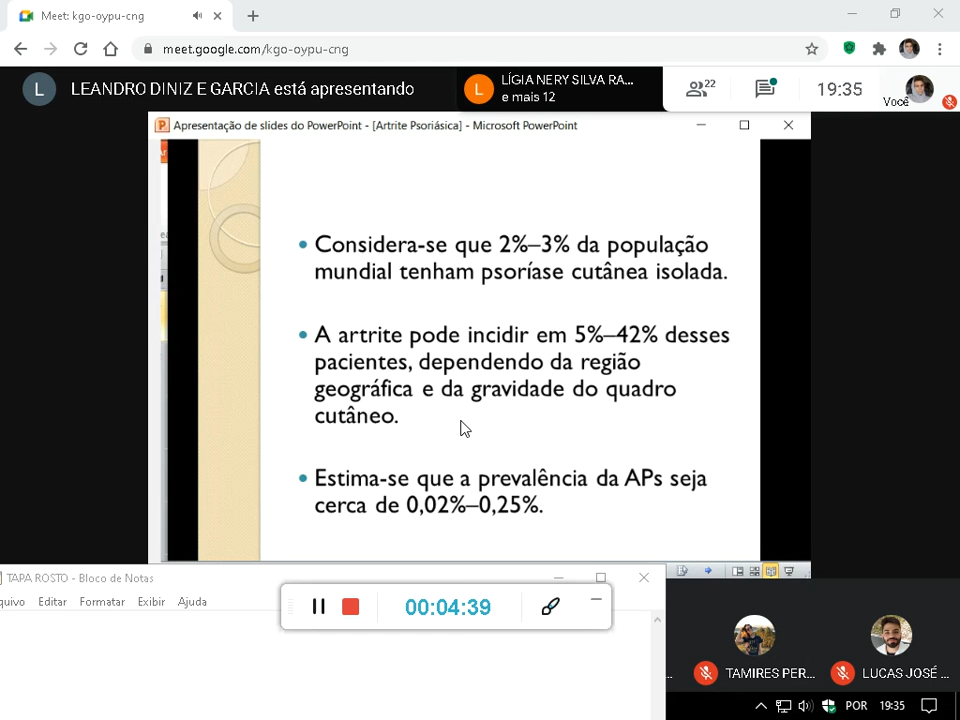 Meet: kgo-oypu-cng
meet.google.com/kgo-oypu-cng
L
LEANDRO DINIZ E GARCIA está apresentando
L
LÍGIA NERY SILVA RA...
e mais 12
22
19:35
Você
Apresentação de slides do PowerPoint - [Artrite Psoriásica] - Microsoft PowerPoint
• Considera-se que 2%–3% da população
mundial tenham psoríase cutânea isolada.
• A artrite pode incidir em 5%–42% desses
pacientes, dependendo da região
geográfica e da gravidade do quadro
cutâneo.
• Estima-se que a prevalência da APs seja
cerca de 0,02%–0,25%.
TAPA ROSTO - Bloco de Notas
quivo Editar Formatar Exibir Ajuda
00:04:39
TAMIRES PER...
LUCAS JOSÉ ...
POR 19:35